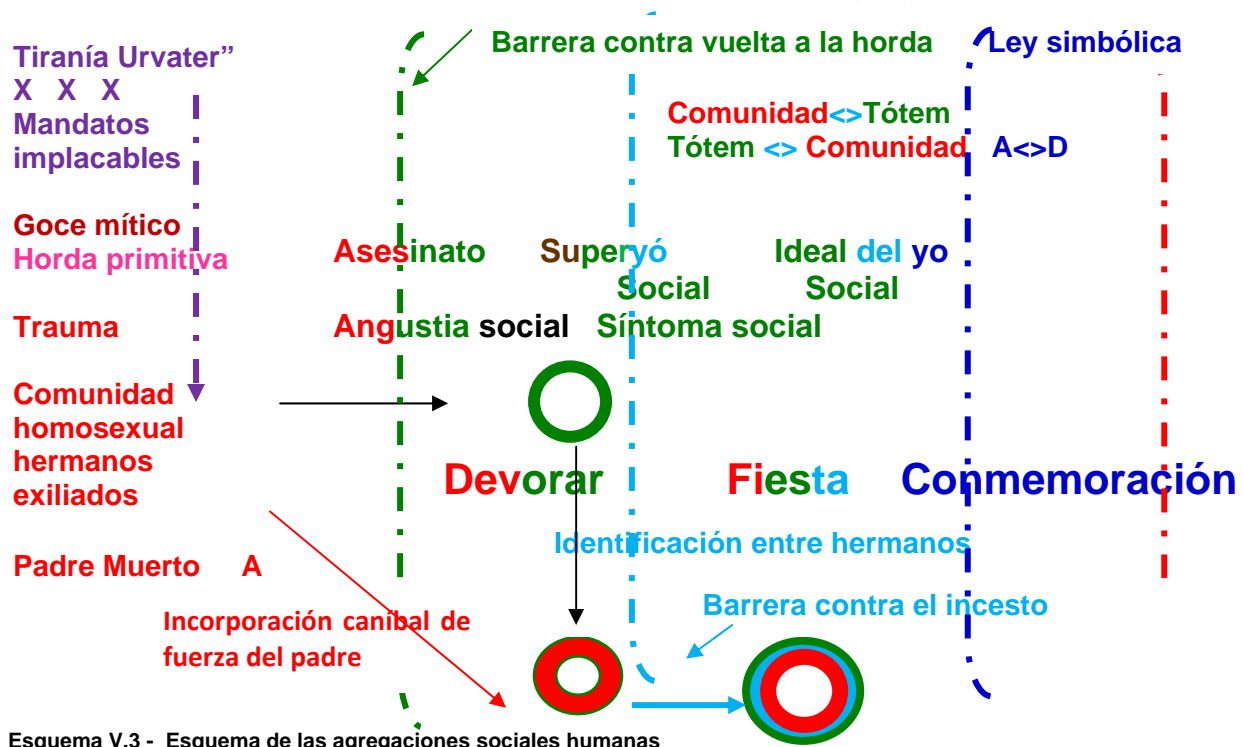 Tiranía Urvater”
X X X
Mandatos
implacables
Goce mítico
Horda primitiva
Trauma
Comunidad
homosexual
hermanos
exiliados
Padre Muerto A
Barrera contra vuelta a la horda
Ley simbólica
Comunidad<>Tótem
Tótem <> Comunidad A<>D
Asesinato Superyó Ideal del yo
Social Social
Angustia social Síntoma social
Devorar Fiesta Conmemoración
Identificación entre hermanos
Barrera contra el incesto
Incorporación caníbal de
fuerza del padre
Esquema V.3 - Esquema de las agregaciones sociales humanas